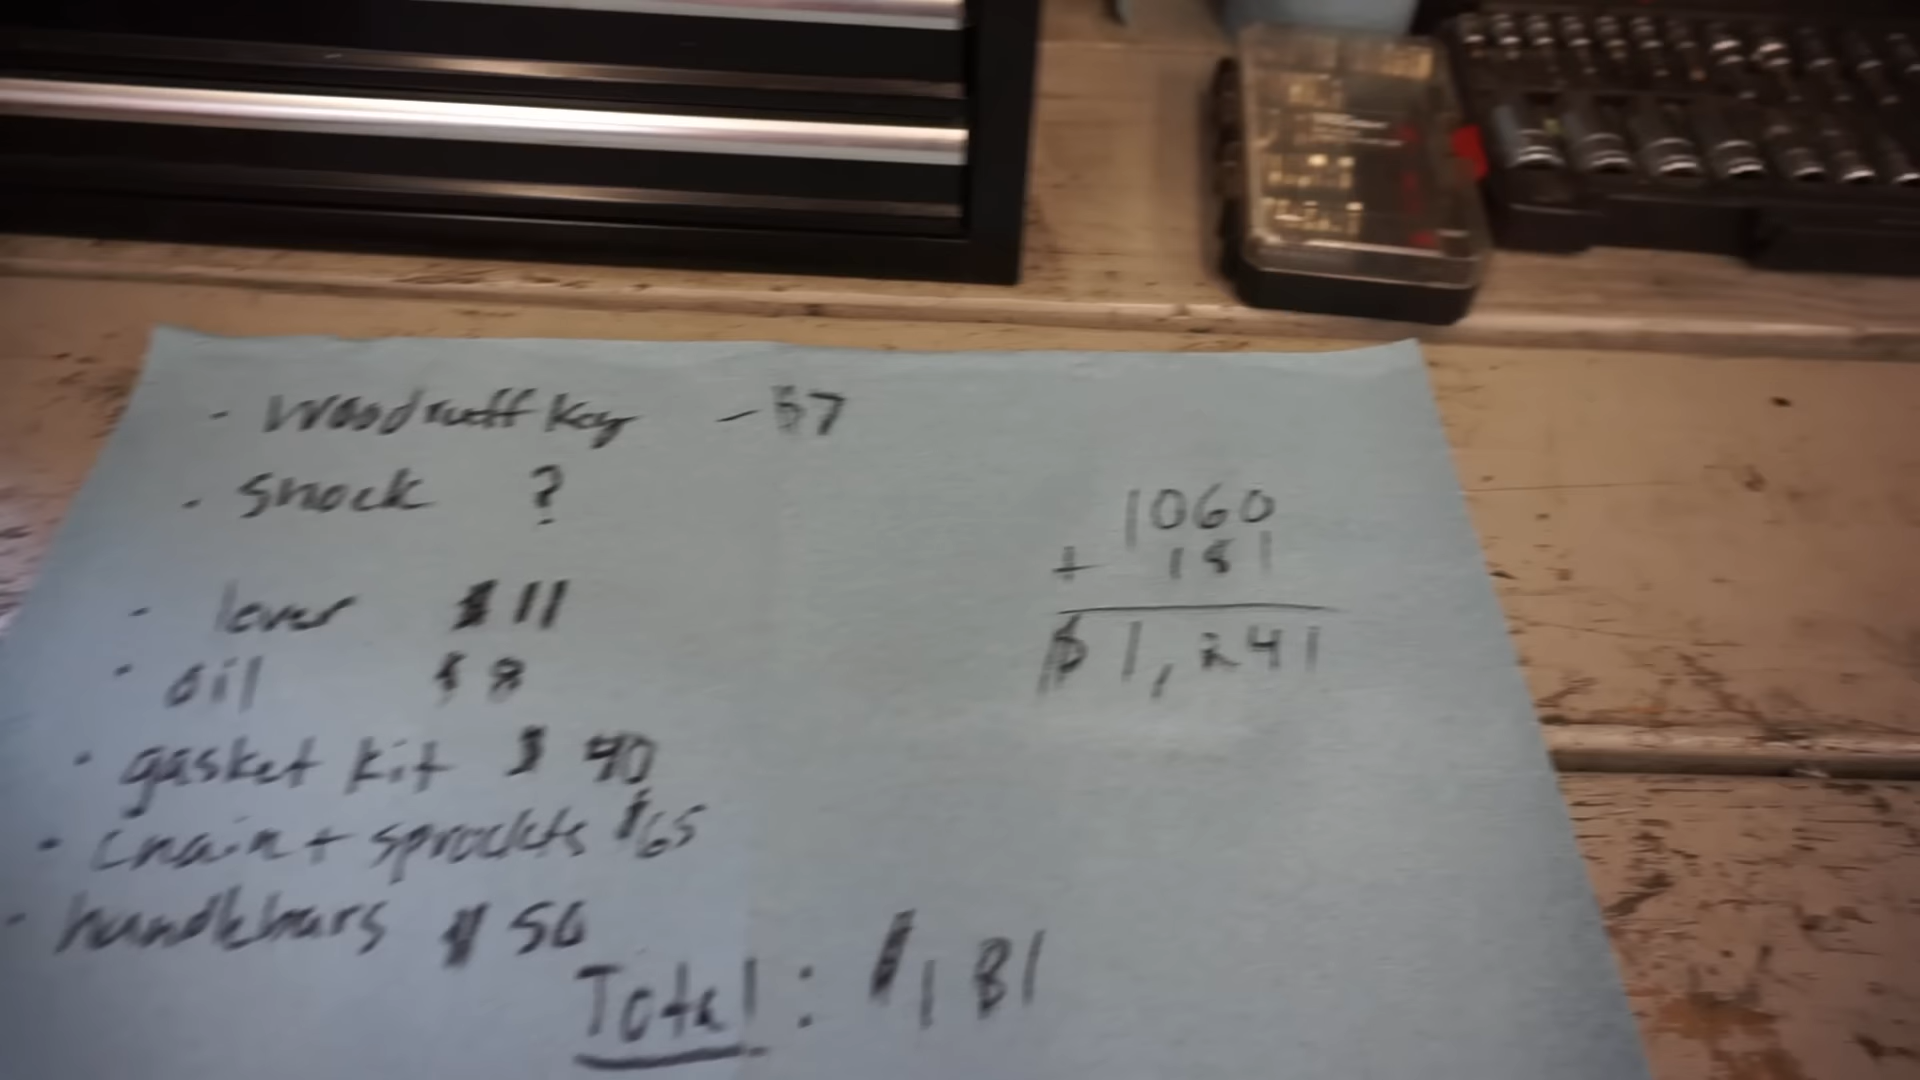 - Woodruff Key - $7
. Shock ?
- lever $ 11
· oil $ 8
· gasket kit $ 40
· chain + sprockets $65
- handlebars $ 50
Total : $181
1060
+ 181
$ 1,241